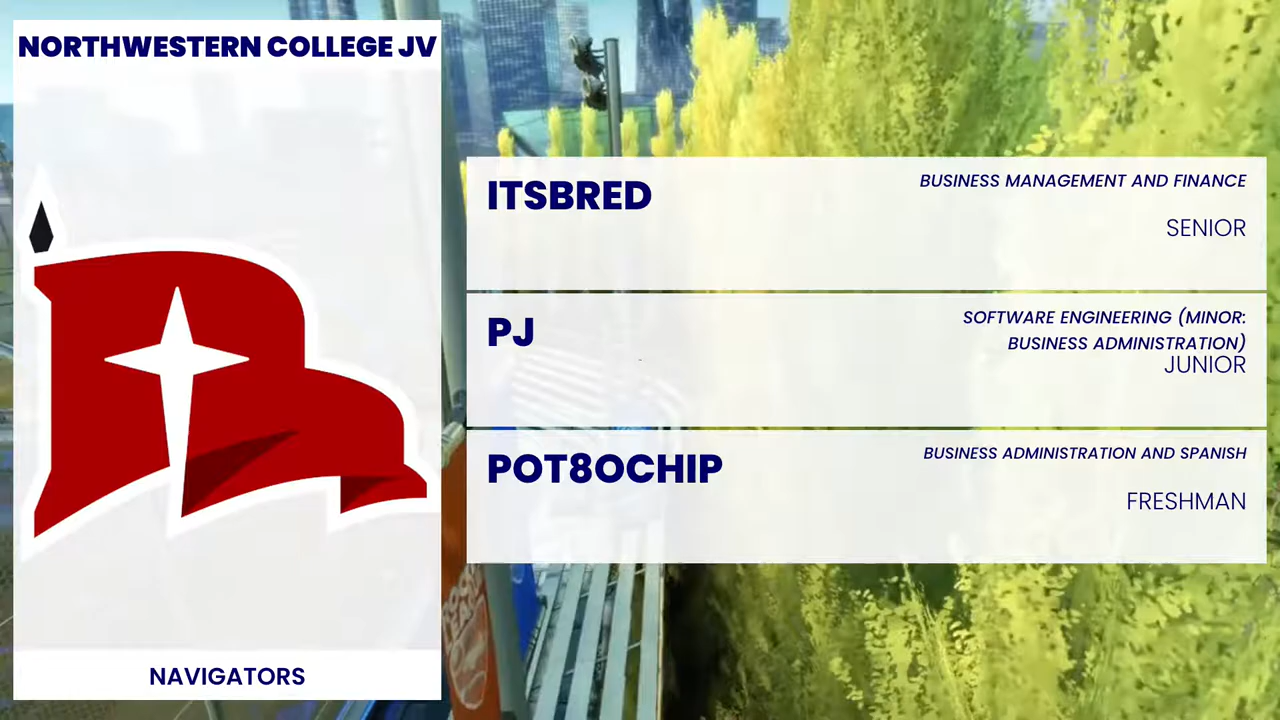 NORTHWESTERN COLLEGE JV
NAVIGATORS
ITSBRED
BUSINESS MANAGEMENT AND FINANCE
SENIOR
PJ
SOFTWARE ENGINEERING (MINOR:
BUSINESS ADMINISTRATION)
JUNIOR
POT8OCHIP
BUSINESS ADMINISTRATION AND SPANISH
FRESHMAN